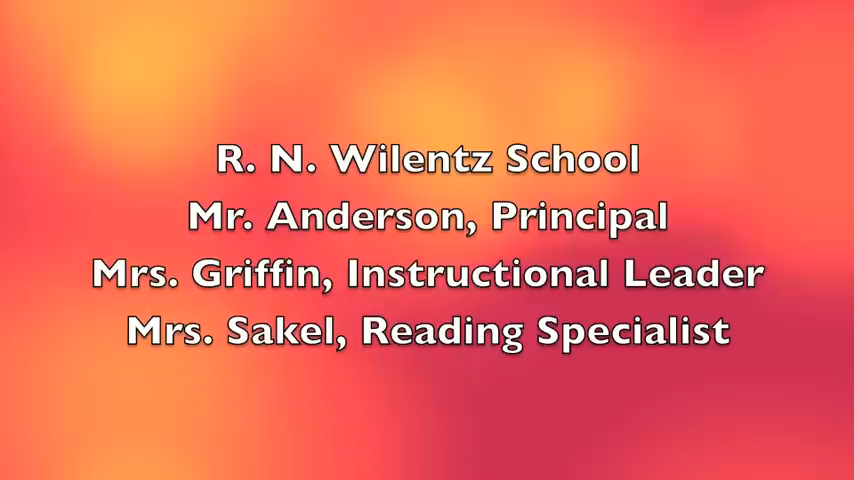 R. N. Wilentz School
Mr. Anderson, Principal
Mrs. Griffin, Instructional Leader
Mrs. Sakel, Reading Specialist